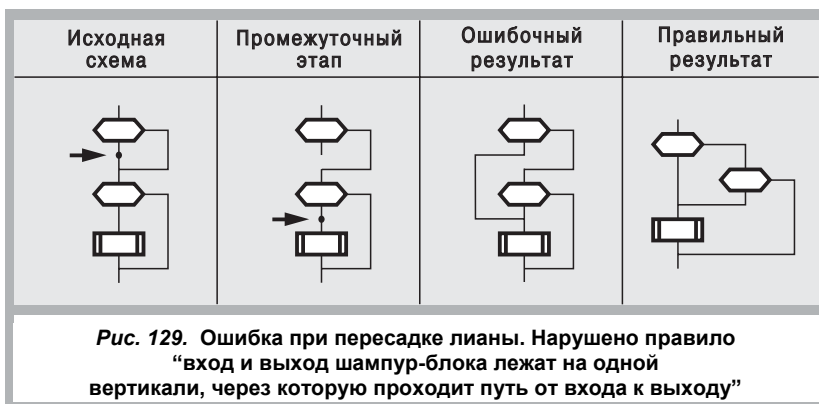 Исходная
схема
Промежуточный
этап
Ошибочный
результат
Правильный
результат
Рис. 129. Ошибка при пересадке лианы. Нарушено правило
“вход и выход шампур-блока лежат на одной
вертикали, через которую проходит путь от входа к выходу”